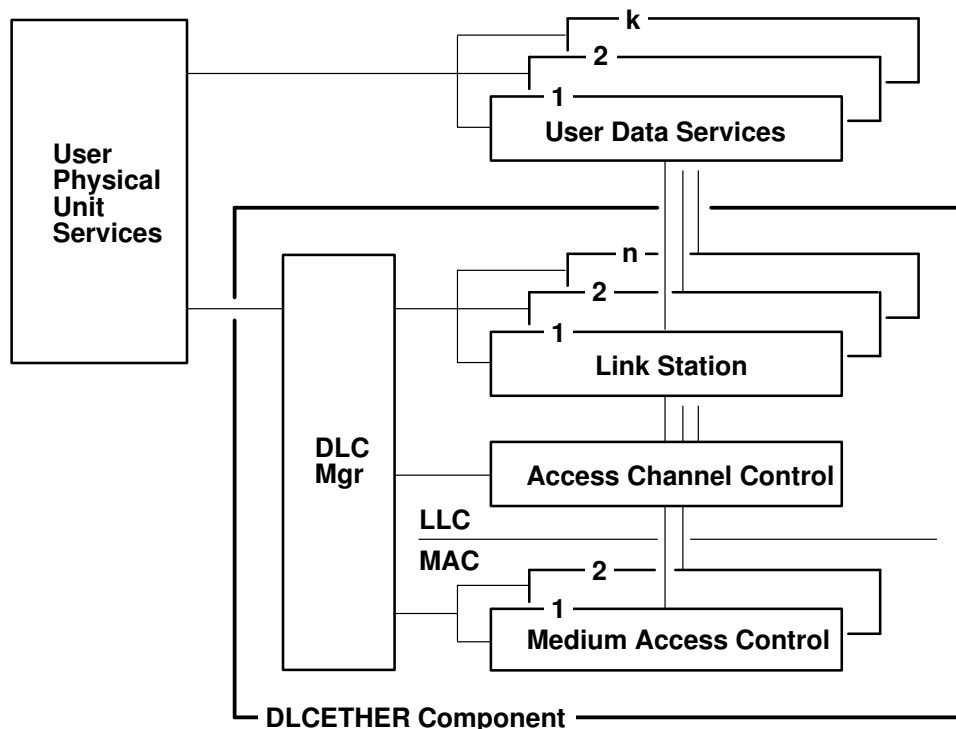 k
2
1
User Data Services
User
Physical
Unit
Services
n
2
1
Link Station
DLC
Mgr
Access Channel Control
LLC
MAC
2
1
Medium Access Control
DLCETHER Component